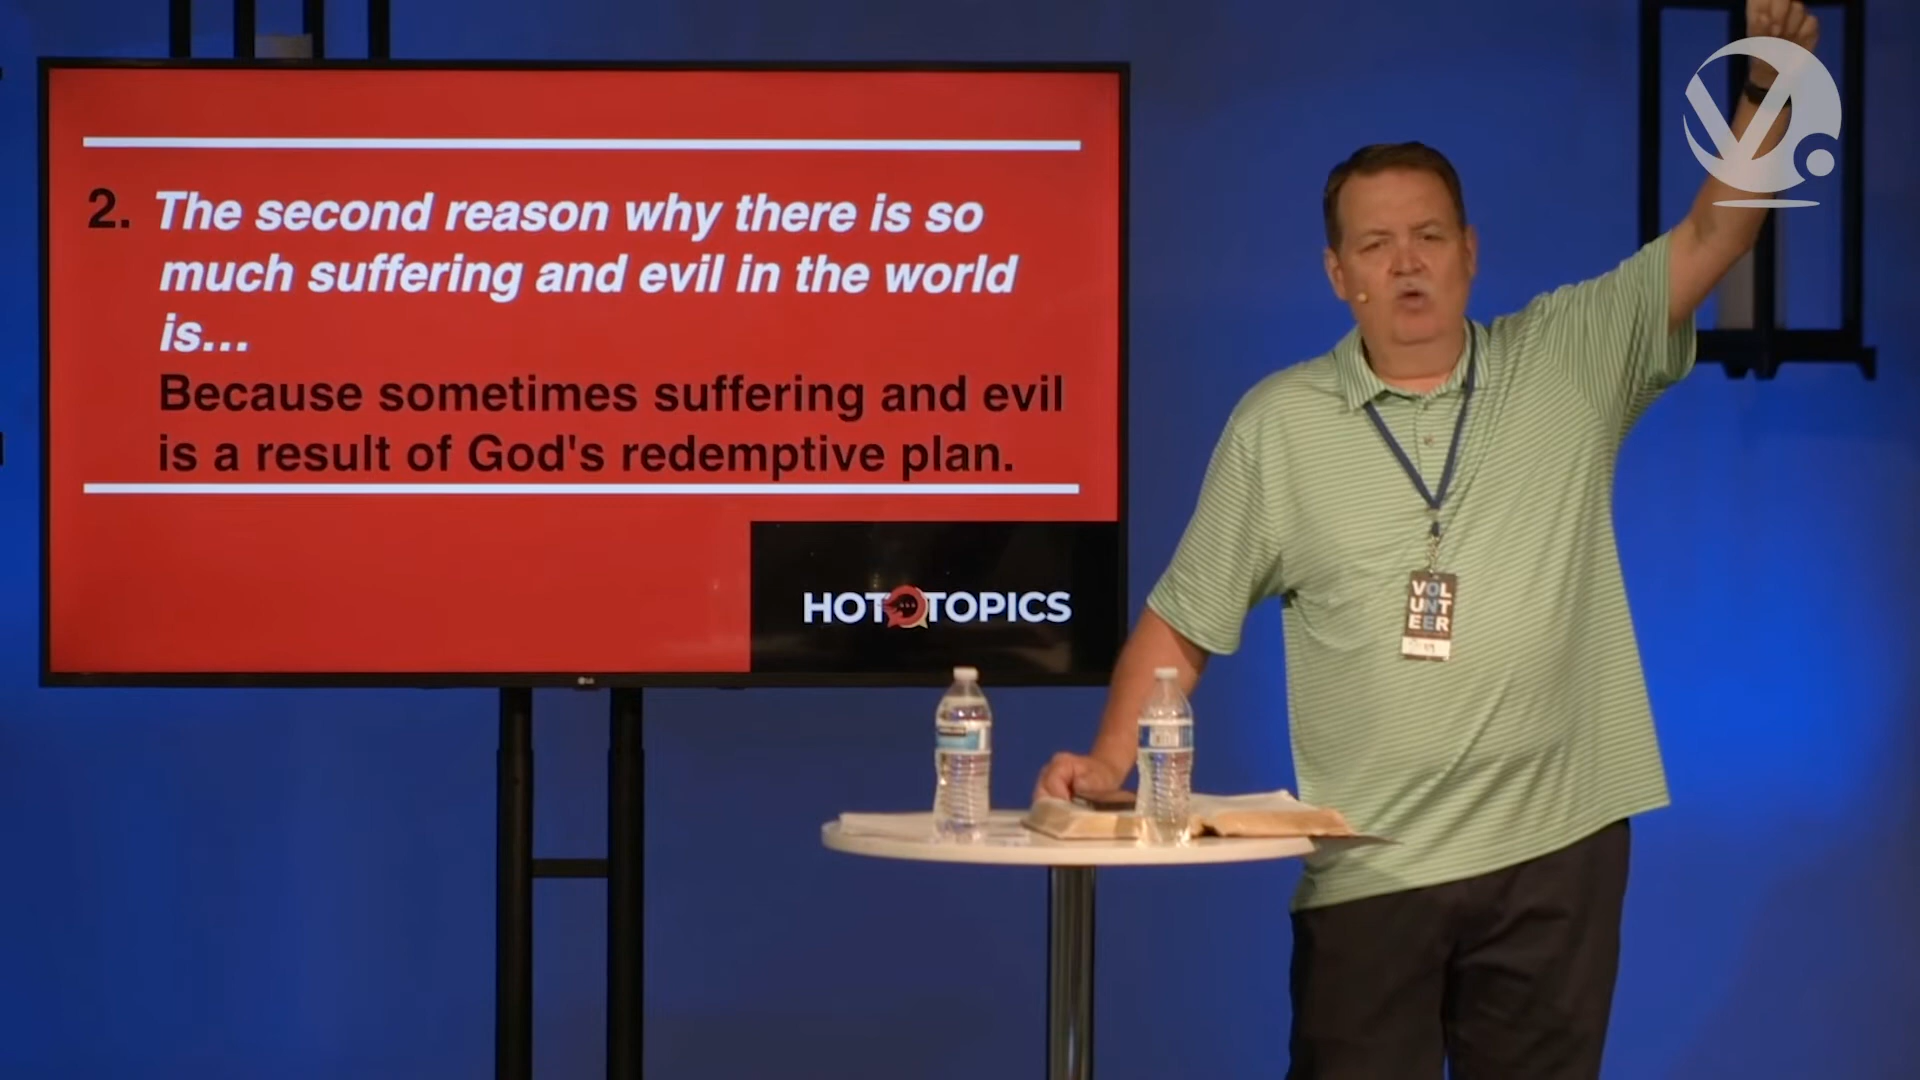 2. The second reason why there is so
much suffering and evil in the world
is...
Because sometimes suffering and evil
is a result of God's redemptive plan.
HOT TOPICS
LG
VOL
UNT
EER